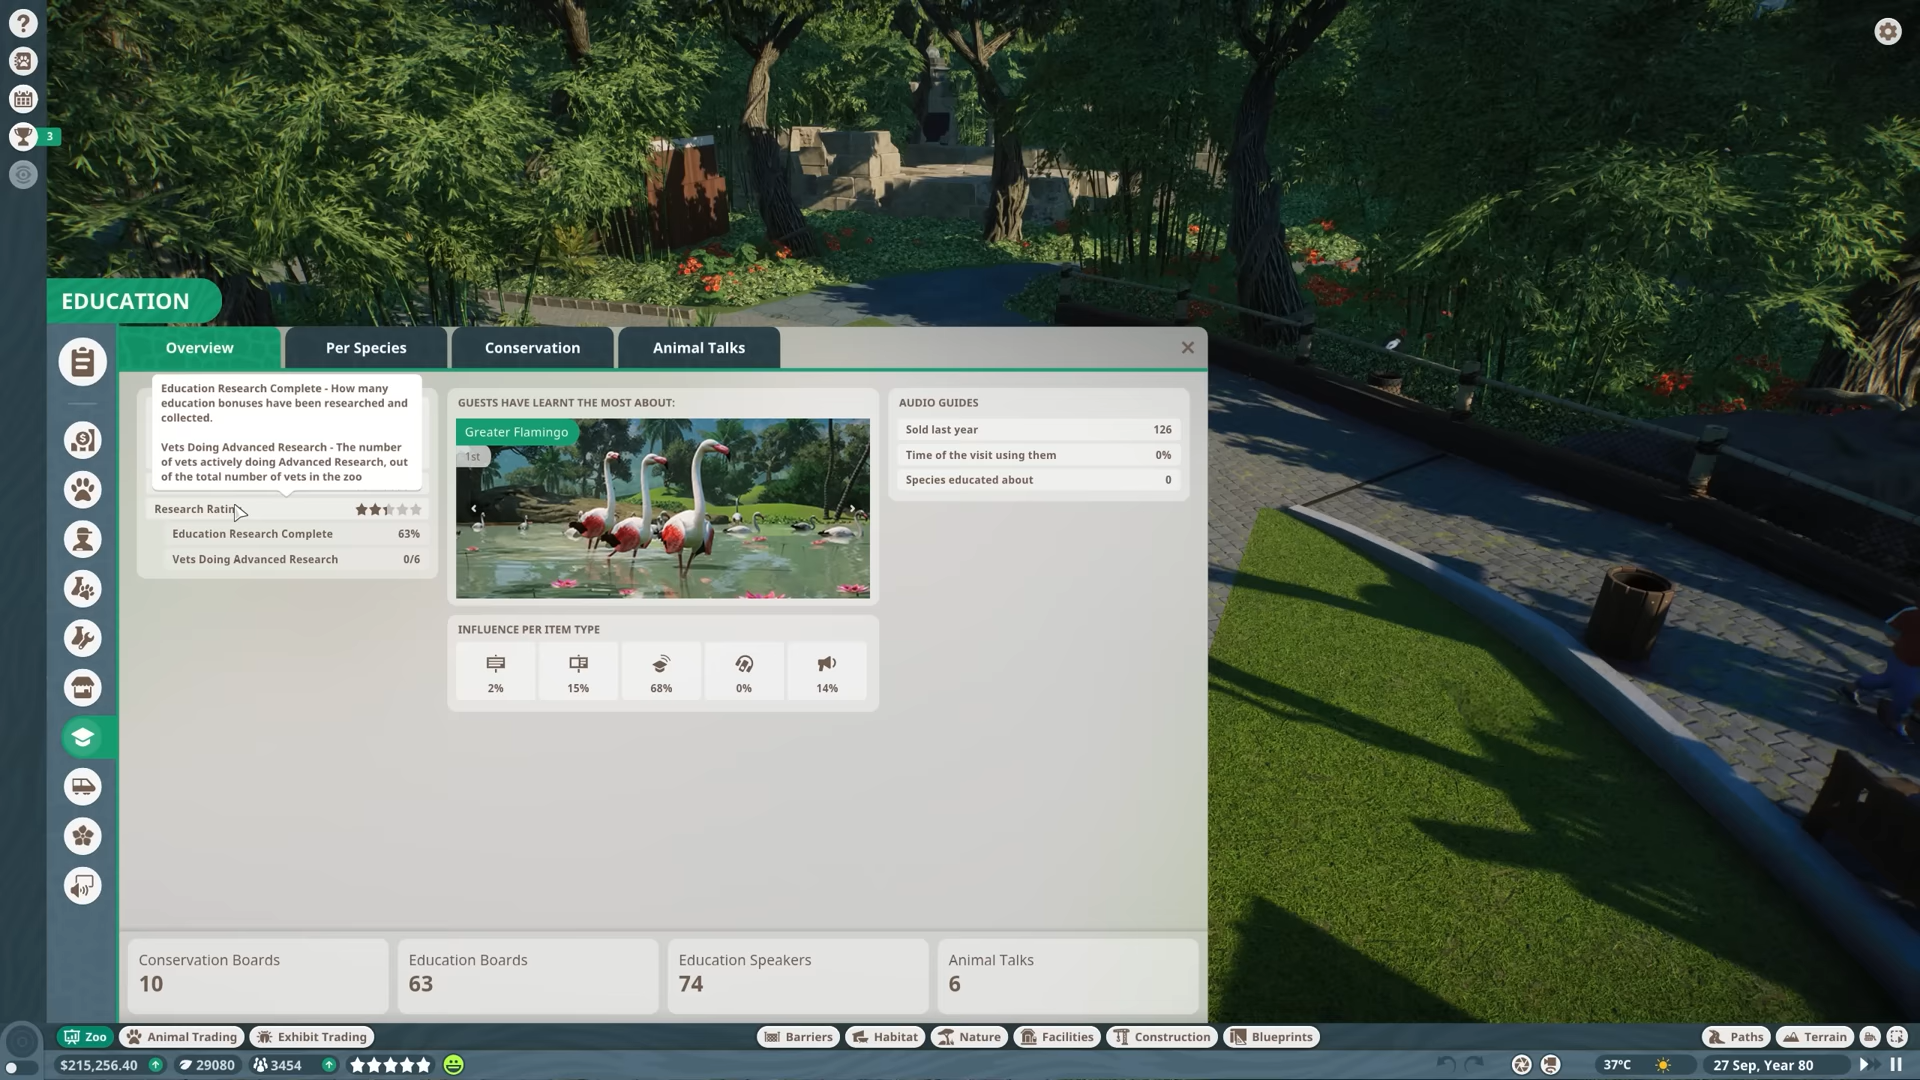 ?
3
EDUCATION
Overview
Per Species
Conservation
Animal Talks
Education Research Complete - How many
education bonuses have been researched and
collected.
Vets Doing Advanced Research - The number
of vets actively doing Advanced Research, out
of the total number of vets in the zoo
Research Rating
Education Research Complete 63%
Vets Doing Advanced Research 0/6
GUESTS HAVE LEARNT THE MOST ABOUT:
Greater Flamingo
1st
AUDIO GUIDES
Sold last year 126
Time of the visit using them 0%
Species educated about 0
INFLUENCE PER ITEM TYPE
2% 15% 68% 0% 14%
Conservation Boards
10
Education Boards
63
Education Speakers
74
Animal Talks
6
Zoo Animal Trading Exhibit Trading Barriers Habitat Nature Facilities Construction Blueprints Paths Terrain
$215,256.40 29080 3454 37°C 27 Sep, Year 80